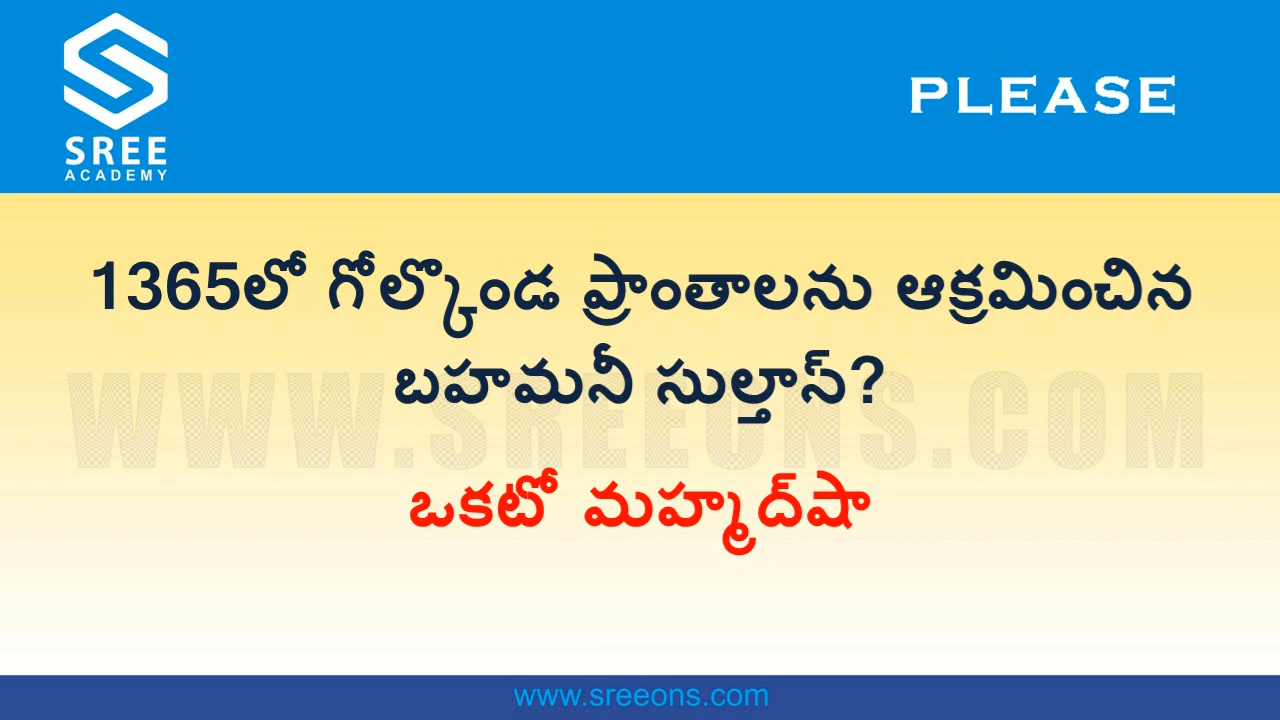 SREE
ACADEMY
PLEASE
1365లో గోల్కొండ ప్రాంతాలను ఆక్రమించిన
బహమనీ సుల్తాన్?
WWW.SREEONS.COM
ఒకటో మహ్మద్‌షా
www.sreeons.com